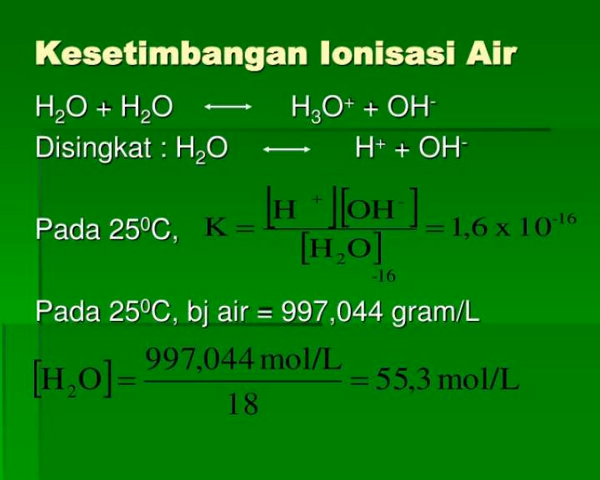 Kesetimbangan Ionisasi Air
H₂O + H₂O ⟷ H₃O⁺ + OH⁻
Disingkat : H₂O ⟷ H⁺ + OH⁻
Pada 25⁰C, K = [H⁺][OH⁻] / [H₂O] = 1,6 x 10⁻¹⁶
-16
Pada 25⁰C, bj air = 997,044 gram/L
[H₂O] = 997,044 mol/L / 18 = 55,3 mol/L